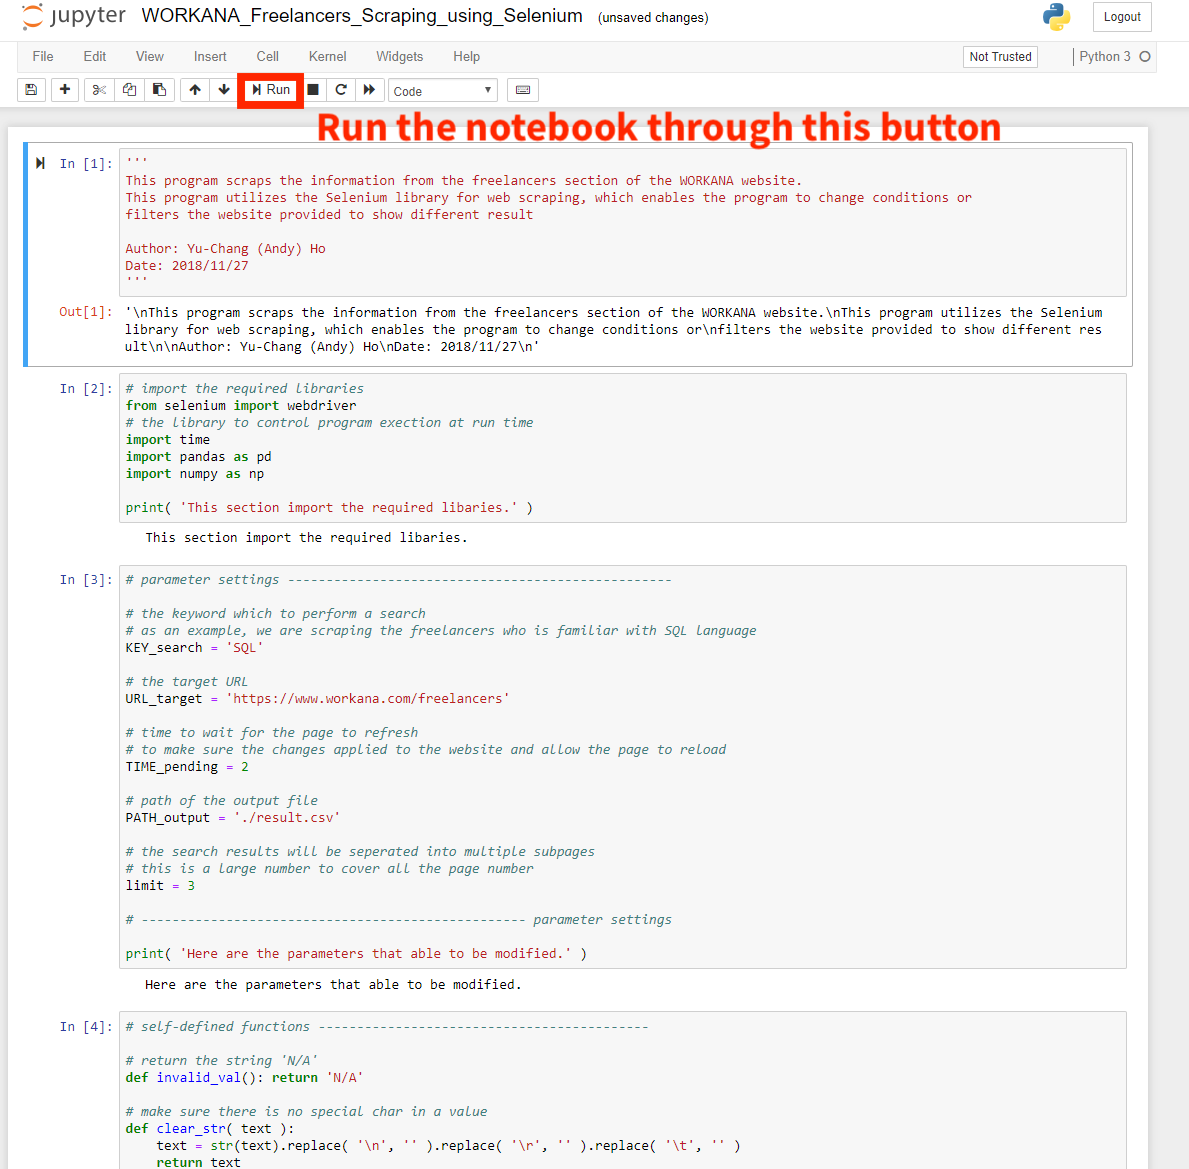 jupyter WORKANA_Freelancers_Scraping_using_Selenium (unsaved changes) Logout
File Edit View Insert Cell Kernel Widgets Help Not Trusted Python 3
Run Code
Run the notebook through this button
In [1]: '''
This program scraps the information from the freelancers section of the WORKANA website.
This program utilizes the Selenium library for web scraping, which enables the program to change conditions or
filters the website provided to show different result
Author: Yu-Chang (Andy) Ho
Date: 2018/11/27
'''
Out[1]: '\nThis program scraps the information from the freelancers section of the WORKANA website.\nThis program utilizes the Selenium
library for web scraping, which enables the program to change conditions or\nfilters the website provided to show different res
ult\n\nAuthor: Yu-Chang (Andy) Ho\nDate: 2018/11/27\n'
In [2]: # import the required libraries
from selenium import webdriver
# the library to control program exection at run time
import time
import pandas as pd
import numpy as np
print( 'This section import the required libaries.' )
This section import the required libaries.
In [3]: # parameter settings --------------------------------------------------
# the keyword which to perform a search
# as an example, we are scraping the freelancers who is familiar with SQL language
KEY_search = 'SQL'
# the target URL
URL_target = 'https://www.workana.com/freelancers'
# time to wait for the page to refresh
# to make sure the changes applied to the website and allow the page to reload
TIME_pending = 2
# path of the output file
PATH_output = './result.csv'
# the search results will be seperated into multiple subpages
# this is a large number to cover all the page number
limit = 3
# -------------------------------------------------- parameter settings
print( 'Here are the parameters that able to be modified.' )
Here are the parameters that able to be modified.
In [4]: # self-defined functions -------------------------------------------
# return the string 'N/A'
def invalid_val(): return 'N/A'
# make sure there is no special char in a value
def clear_str( text ):
text = str(text).replace( '\n', '' ).replace( '\r', '' ).replace( '\t', '' )
return text